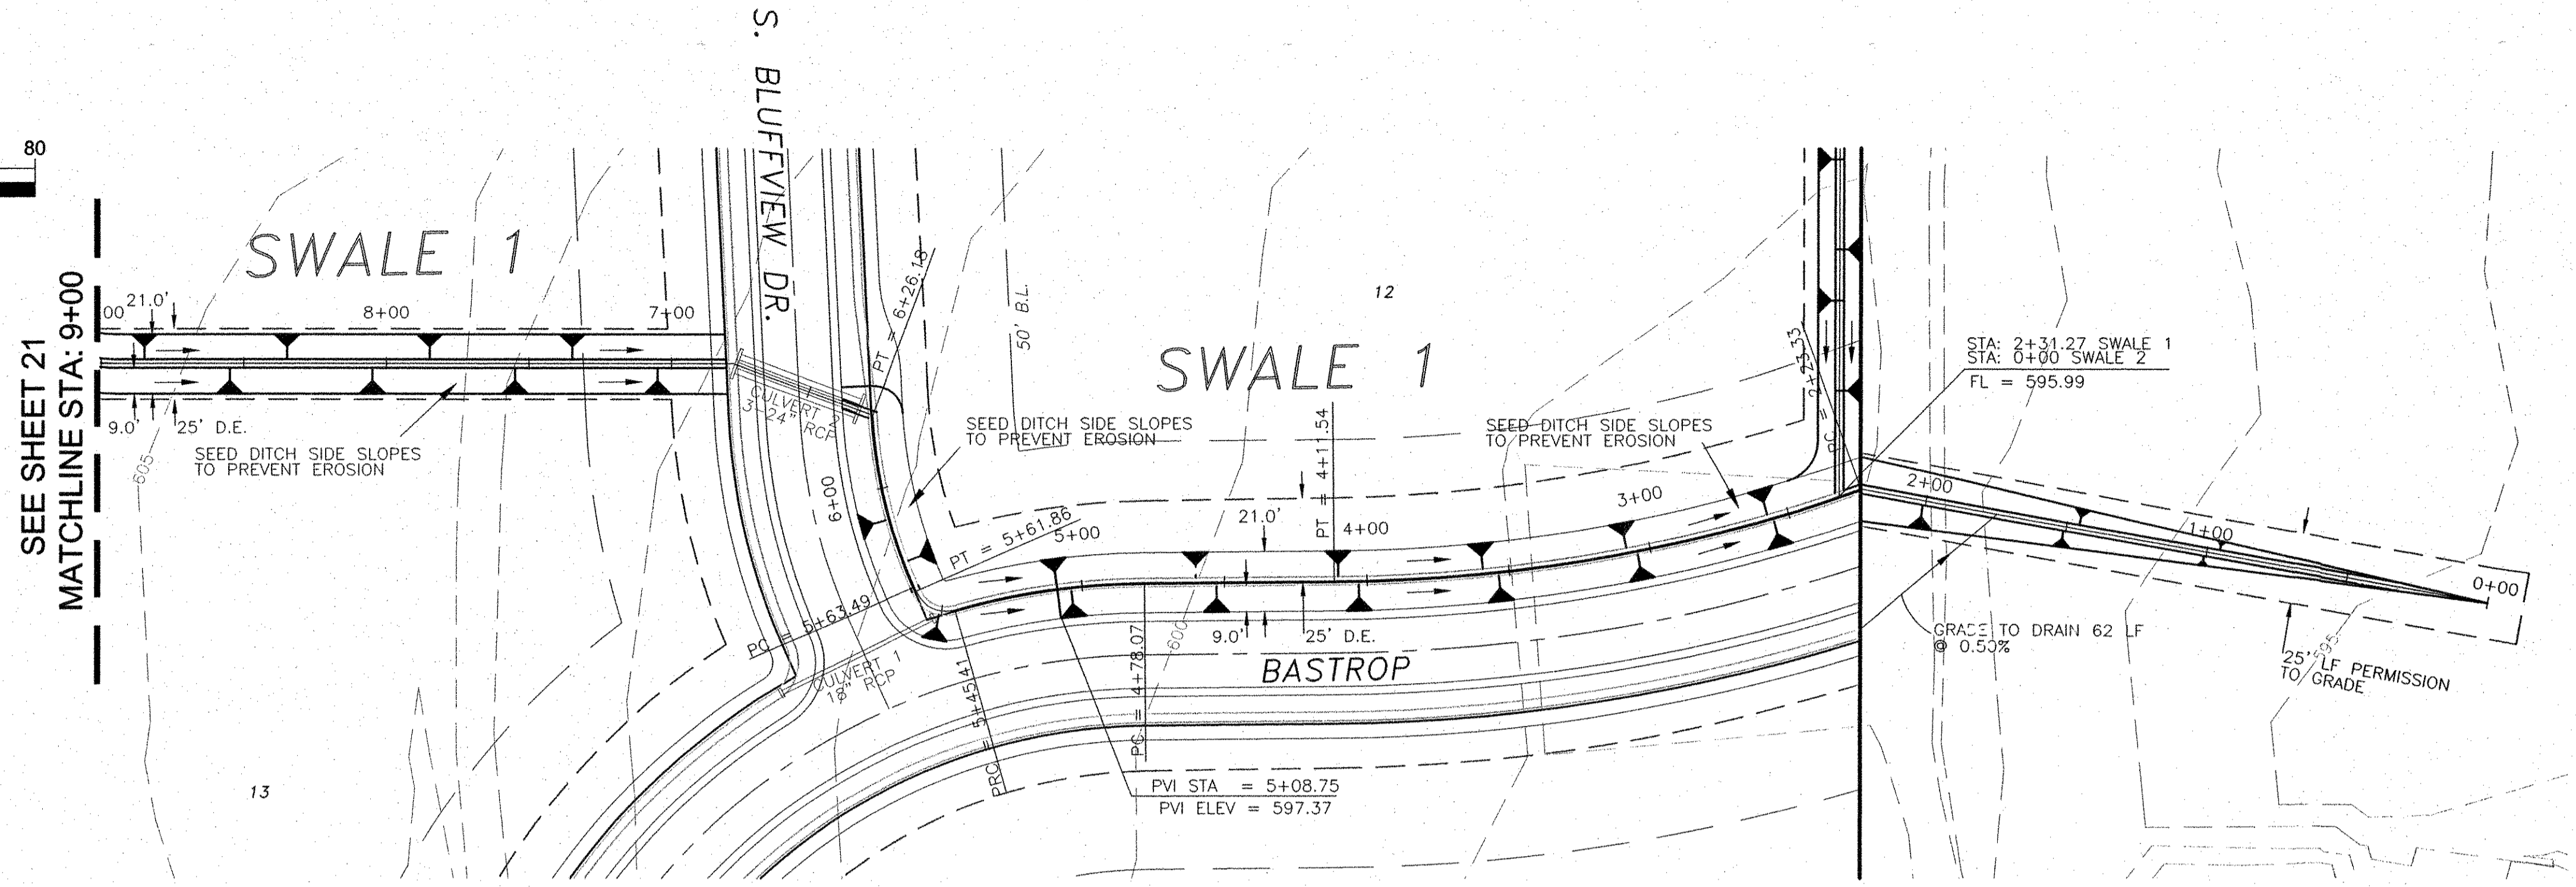 S. BLUFFVIEW DR.
80
SEE SHEET 21
MATCHLINE STA: 9+00
SWALE 1
00
21.0'
8+00
7+00
9.0'
25' D.E.
605
SEED DITCH SIDE SLOPES
TO PREVENT EROSION
13
CULVERT 2
3-24" RCP
PT = 6+26.18
50' B.L.
6+00
SEED DITCH SIDE SLOPES
TO PREVENT EROSION
PT = 5+61.86
5+00
PC = 5+63.49
CULVERT 1
18" RCP
PRC = 5+45.41
12
SWALE 1
PT = 4+11.54
4+00
21.0'
9.0'
25' D.E.
600
PC = 4+78.07
BASTROP
PVI STA = 5+08.75
PVI ELEV = 597.37
SEED DITCH SIDE SLOPES
TO PREVENT EROSION
3+00
PC = 2+23.33
STA: 2+31.27 SWALE 1
STA: 0+00 SWALE 2
FL = 595.99
2+00
1+00
0+00
GRADE TO DRAIN 62 LF
@ 0.50%
595
25' LF PERMISSION
TO GRADE